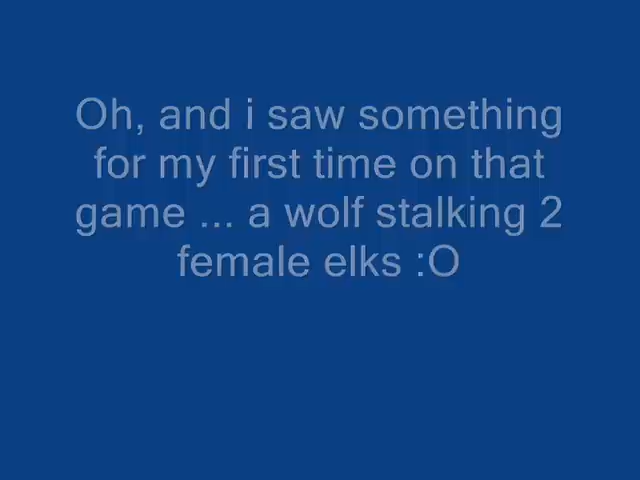 Oh, and i saw something
for my first time on that
game ... a wolf stalking 2
female elks :O